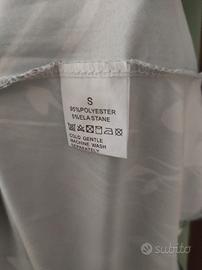 S
95%POLYESTER
5%ELASTANE
COLD GENTLE
MACHINE WASH
SEPARATELY
subito